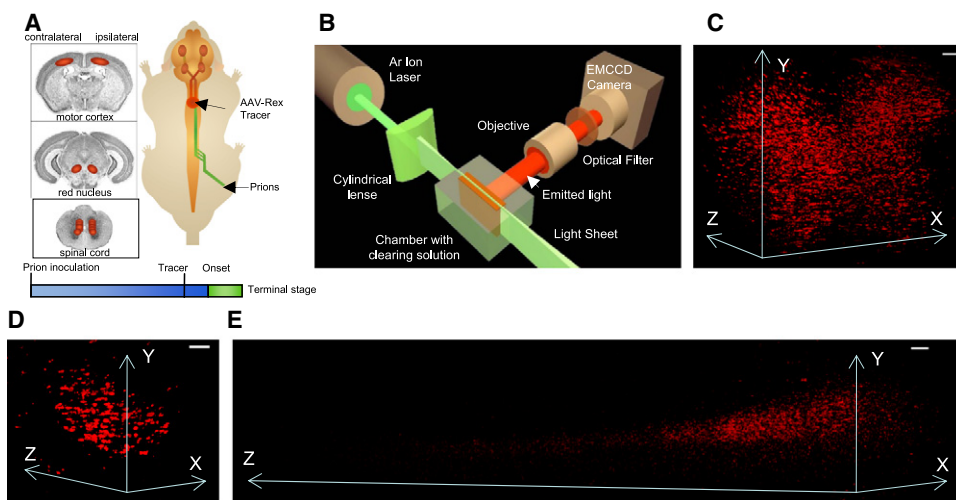 A
contralateral ipsilateral
motor cortex
red nucleus
spinal cord
AAV-Rex
Tracer
Prions
Prion inoculation Tracer Onset
Terminal stage
B
Ar Ion
Laser
EMCCD
Camera
Objective
Optical Filter
Cylindrical
lense
Emitted light
Chamber with
clearing solution
Light Sheet
C
Y
Z
X
D
Y
Z
X
E
Y
Z
X